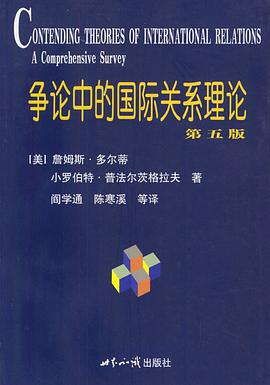 CONTENDING THEORIES OF INTERNATIONAL RELATIONS
A Comprehensive Survey
争论中的国际关系理论
第五版
[美] 詹姆斯·多尔蒂
小罗伯特·普法尔茨格拉夫 著
阎学通 陈寒溪 等译
世界知识出版社